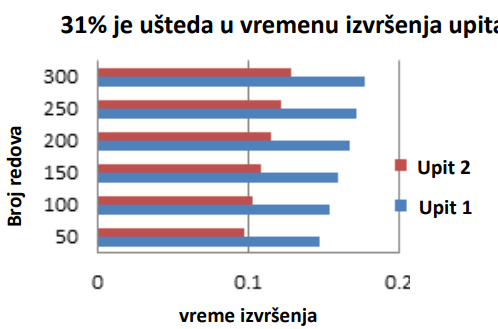 31% je ušteda u vremenu izvršenja upita
Broj redova
300
250
200
150
100
50
0
0.1
0.2
vreme izvršenja
Upit 2
Upit 1